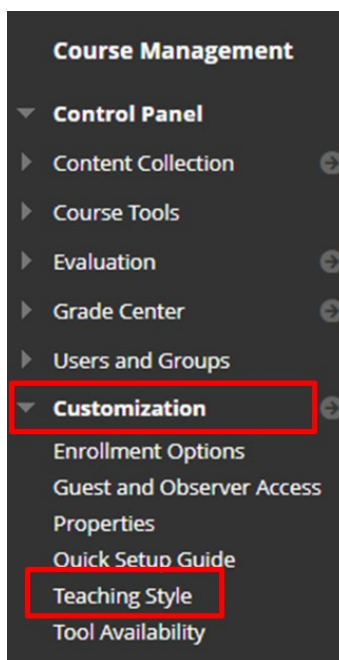 Course Management
Control Panel
Content Collection
Course Tools
Evaluation
Grade Center
Users and Groups
Customization
Enrollment Options
Guest and Observer Access
Properties
Quick Setup Guide
Teaching Style
Tool Availability